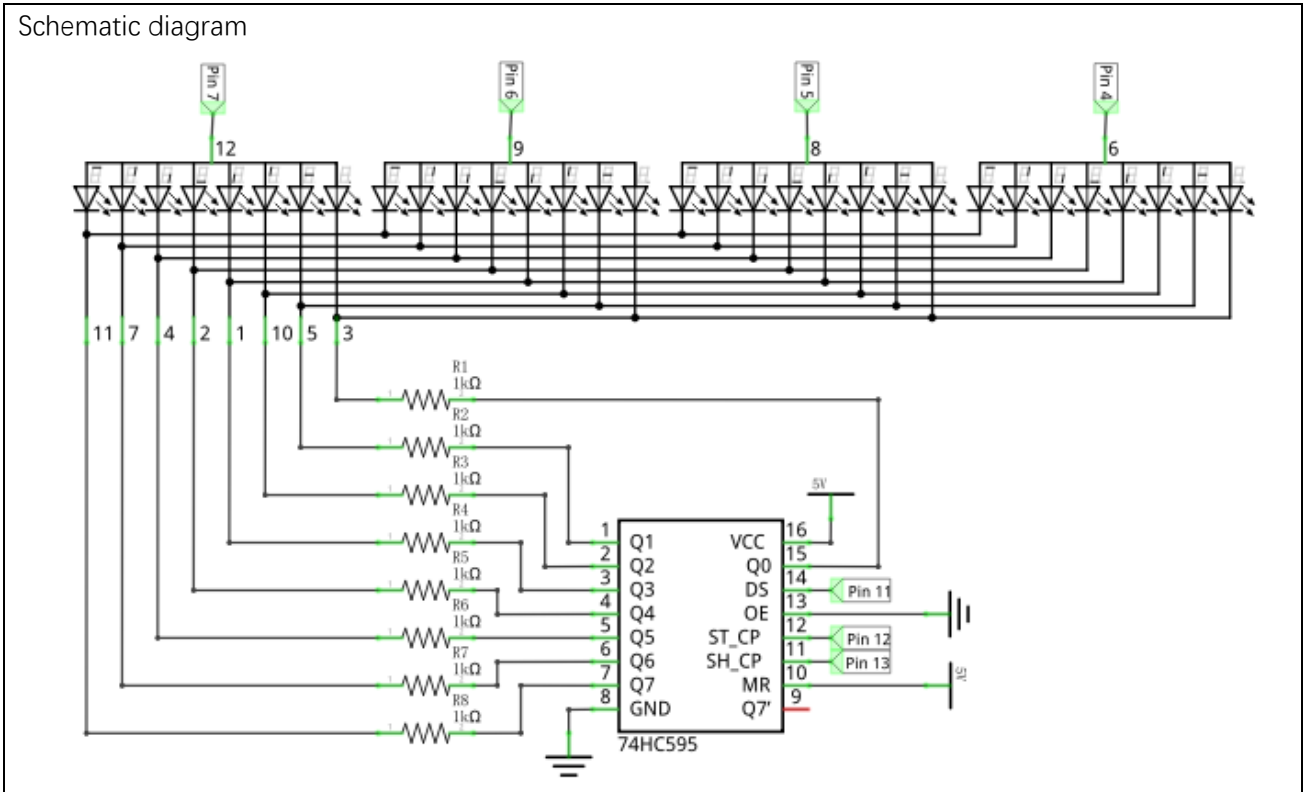 Schematic diagram
Pin 7
Pin 6
Pin 5
Pin 4
12
9
8
6
11 7 4 2 1 10 5 3
R1
1kΩ
R2
1kΩ
R3
1kΩ
R4
1kΩ
R5
1kΩ
R6
1kΩ
R7
1kΩ
R8
1kΩ
5V
1 Q1 VCC 16
2 Q2 Q0 15
3 Q3 DS 14 Pin 11
4 Q4 OE 13
5 Q5 ST_CP 12 Pin 12
6 Q6 SH_CP 11 Pin 13
7 Q7 MR 10 5V
8 GND Q7' 9
74HC595